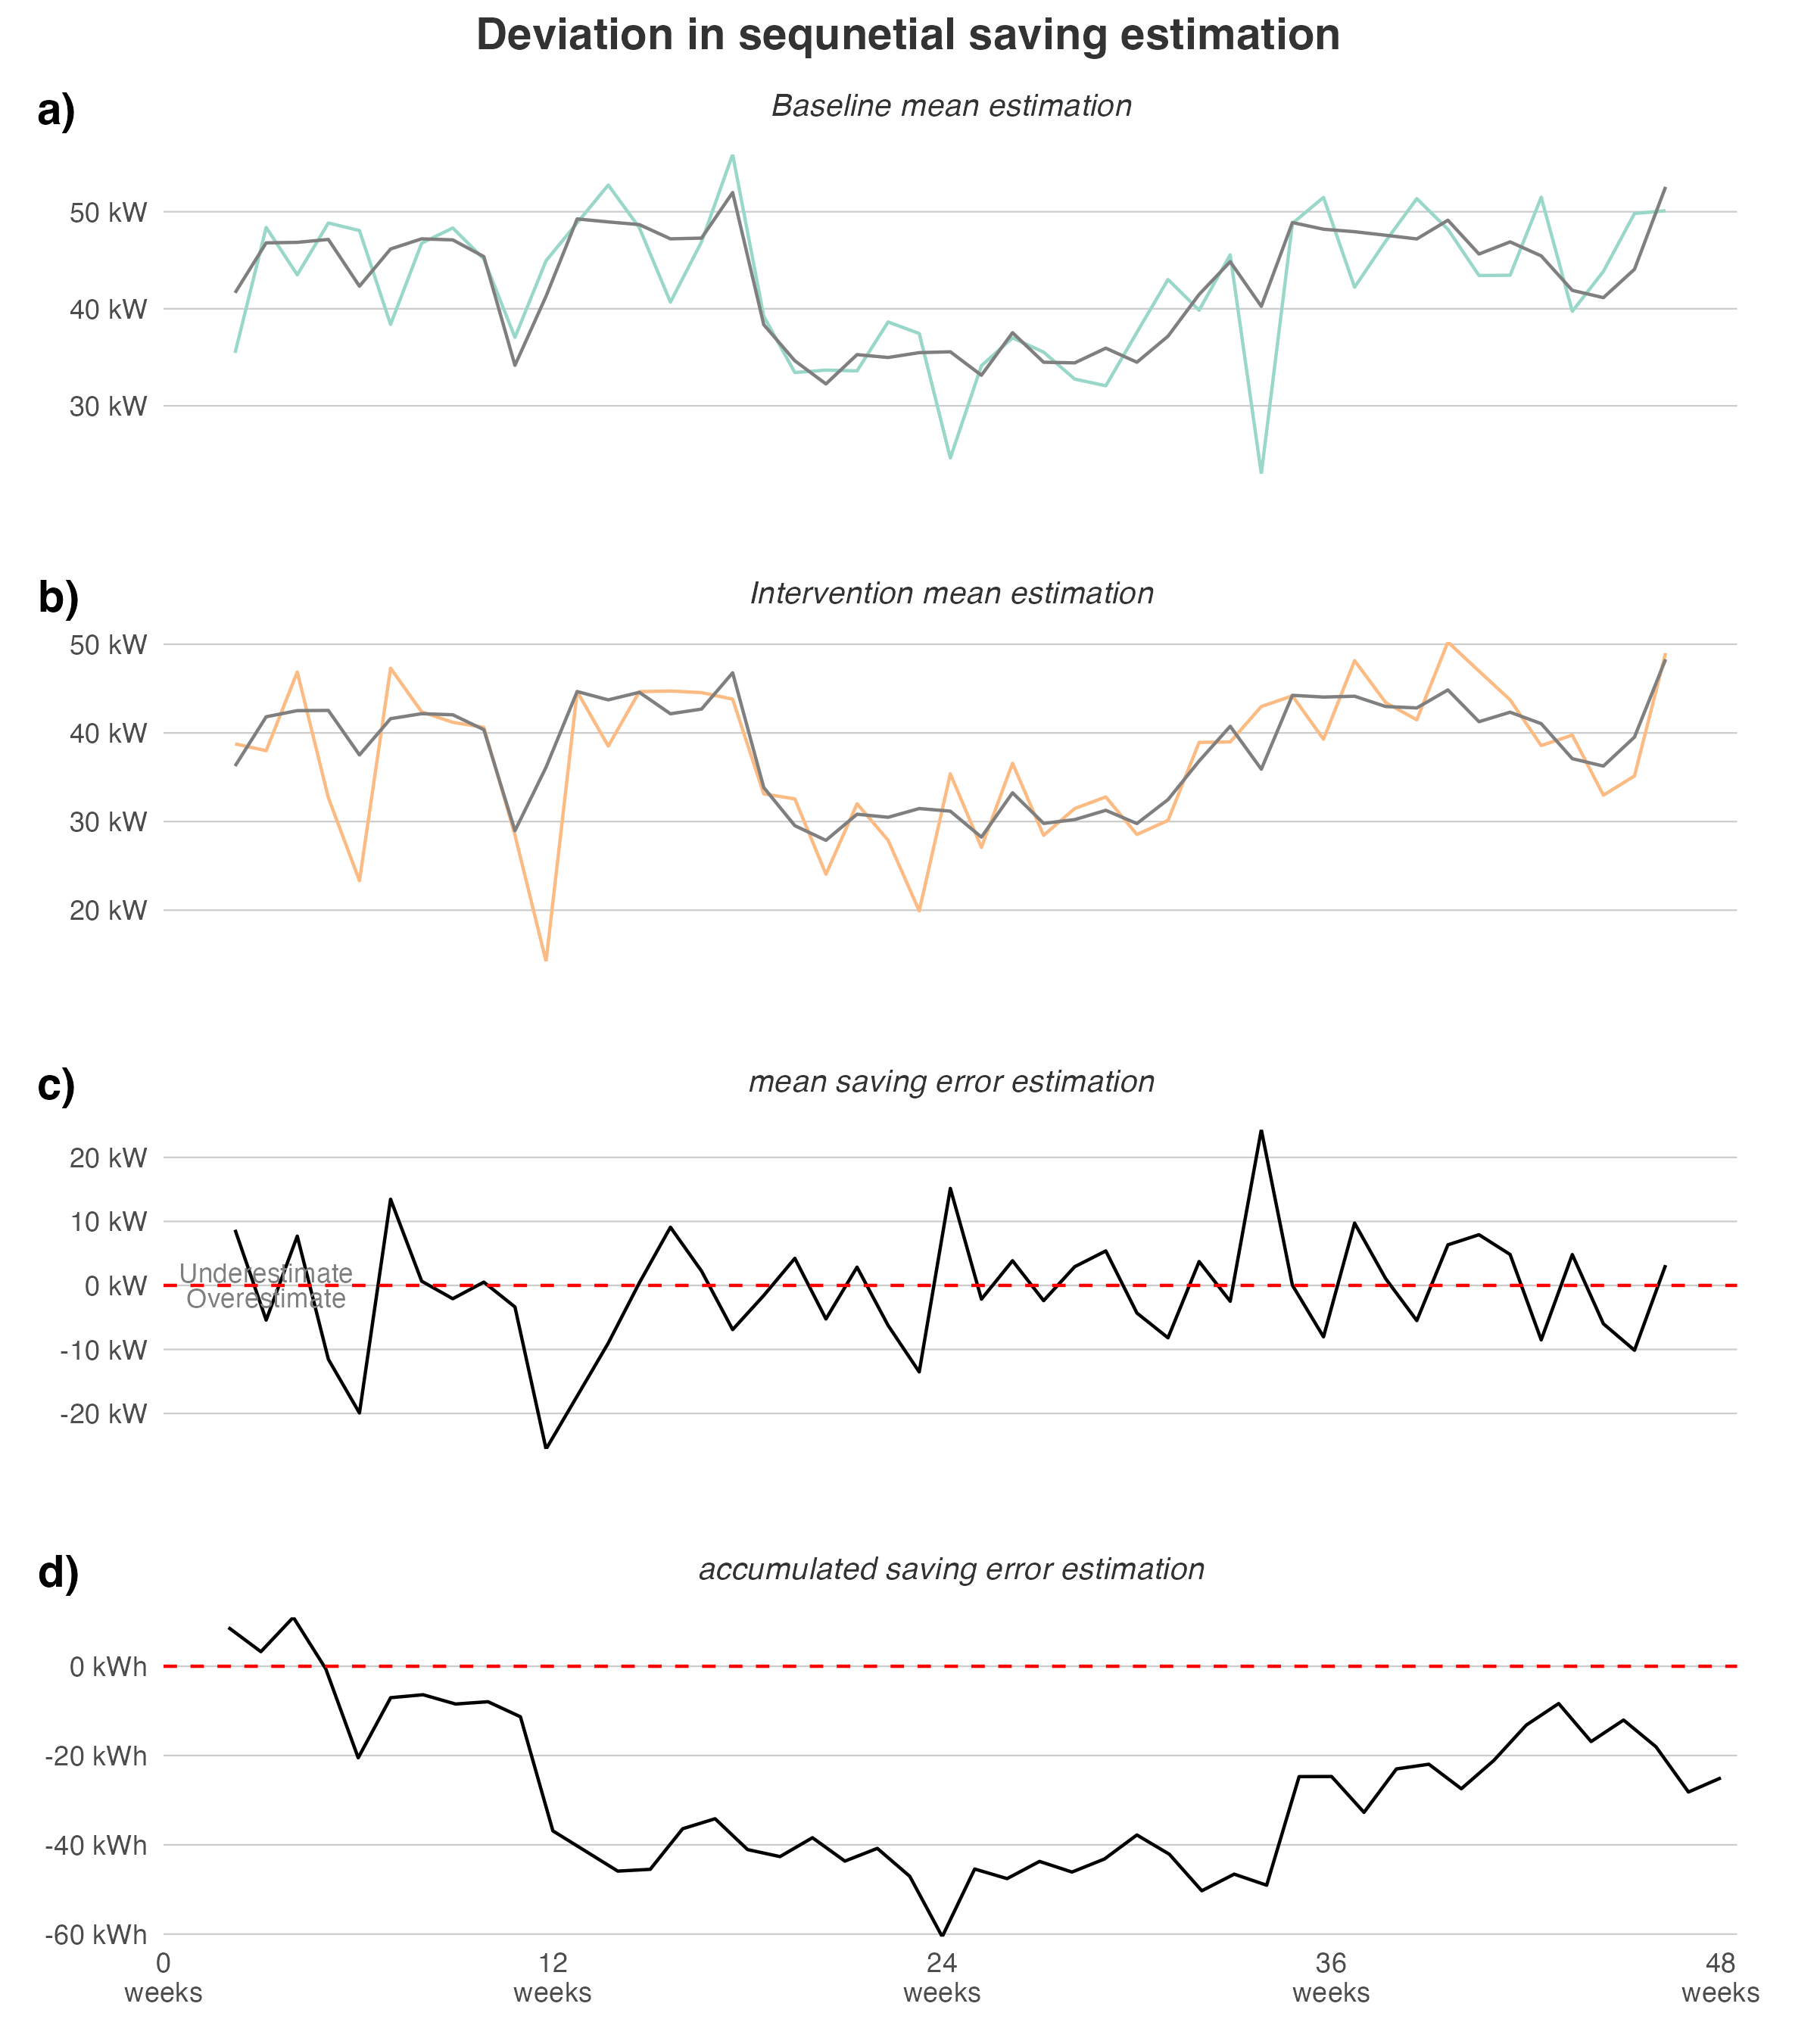 Deviation in sequnetial saving estimation
a)
Baseline mean estimation
50 kW
40 kW
30 kW
b)
Intervention mean estimation
50 kW
40 kW
30 kW
20 kW
c)
mean saving error estimation
20 kW
10 kW
Underestimate
0 kW
Overestimate
-10 kW
-20 kW
d)
accumulated saving error estimation
0 kWh
-20 kWh
-40 kWh
-60 kWh
0 12 24 36 48
weeks weeks weeks weeks weeks